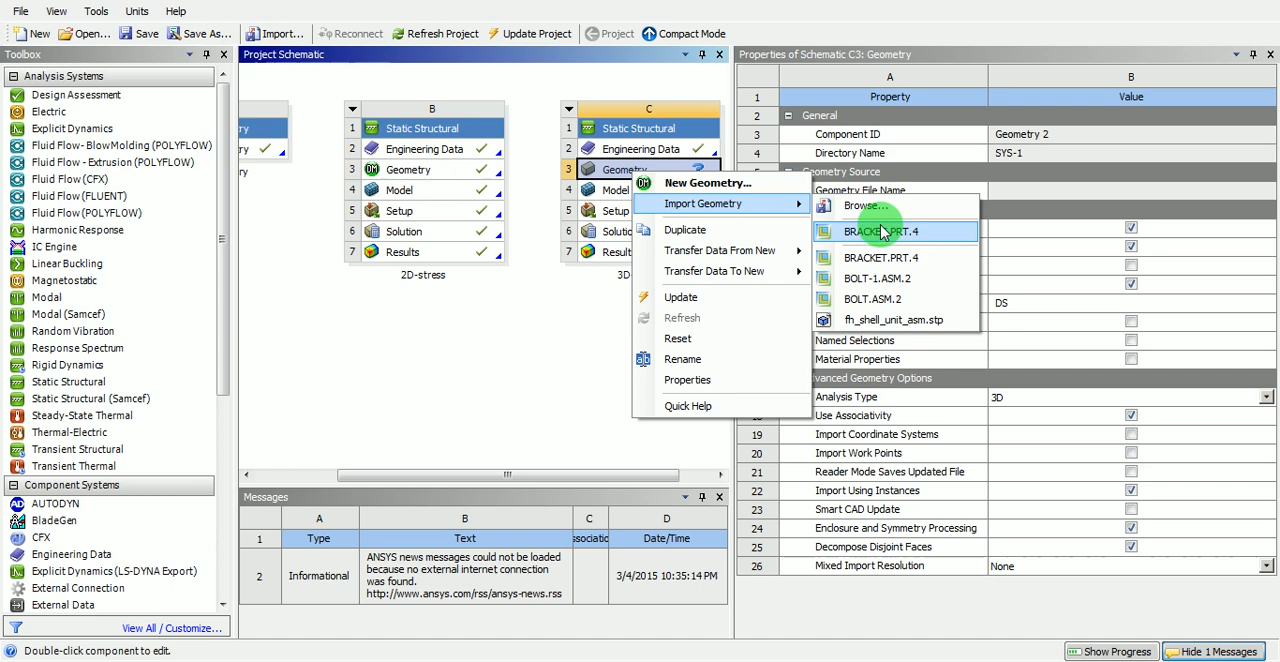 File View Tools Units Help
New Open... Save Save As... Import... Reconnect Refresh Project Update Project Project Compact Mode
Toolbox
Analysis Systems
Design Assessment
Electric
Explicit Dynamics
Fluid Flow - BlowMolding (POLYFLOW)
Fluid Flow - Extrusion (POLYFLOW)
Fluid Flow (CFX)
Fluid Flow (FLUENT)
Fluid Flow (POLYFLOW)
Harmonic Response
IC Engine
Linear Buckling
Magnetostatic
Modal
Modal (Samcef)
Random Vibration
Response Spectrum
Rigid Dynamics
Static Structural
Static Structural (Samcef)
Steady-State Thermal
Thermal-Electric
Transient Structural
Transient Thermal
Component Systems
AUTODYN
BladeGen
CFX
Engineering Data
Explicit Dynamics (LS-DYNA Export)
External Connection
External Data
View All / Customize...
Project Schematic
B
1 Static Structural
2 Engineering Data
3 Geometry
4 Model
5 Setup
6 Solution
7 Results
2D-stress
C
1 Static Structural
2 Engineering Data
3 Geometry
4 Model
5 Setup
6
7
3D-
New Geometry...
Import Geometry
Duplicate
Transfer Data From New
Transfer Data To New
Update
Refresh
Reset
Rename
Properties
Quick Help
Browse...
BRACKET.PRT.4
BRACKET.PRT.4
BOLT-1.ASM.2
BOLT.ASM.2
fh_shell_unit_asm.stp
Messages
A B C D
1 Type Text Date/Time
2 Informational
ANSYS news messages could not be loaded
because no external internet connection
was found.
http://www.ansys.com/rss/ansys-news.rss
3/4/2015 10:35:14 PM
Properties of Schematic C3: Geometry
A B
1 Property Value
2 General
3 Component ID Geometry 2
4 Directory Name SYS-1
Geometry Source
Geometry File Name
DS
Named Selections
Material Properties
Analysis Type 3D
Use Associativity
19 Import Coordinate Systems
20 Import Work Points
21 Reader Mode Saves Updated File
22 Import Using Instances
23 Smart CAD Update
24 Enclosure and Symmetry Processing
25 Decompose Disjoint Faces
26 Mixed Import Resolution None
Double-click component to edit.
Show Progress Hide 1 Messages